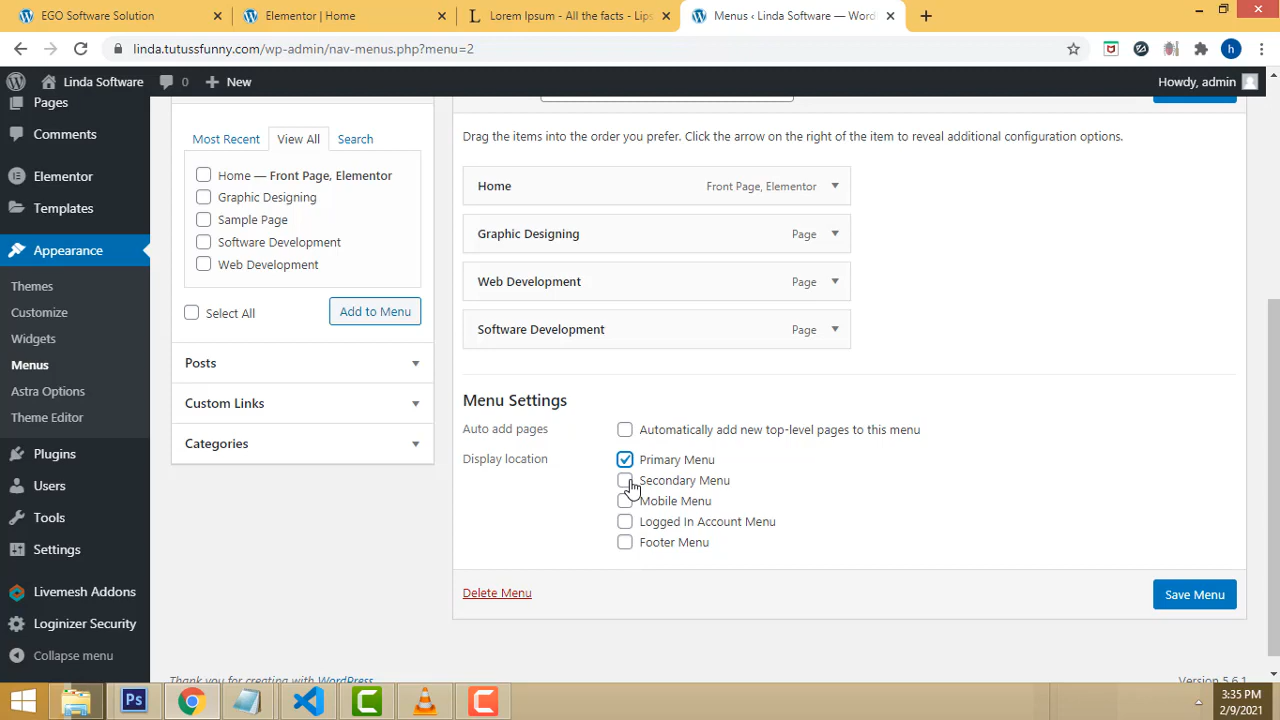 EGO Software Solution
Elementor | Home
Lorem Ipsum - All the facts - Lips
Menus ‹ Linda Software — Word
linda.tutussfunny.com/wp-admin/nav-menus.php?menu=2
h
Linda Software
0
New
Howdy, admin
Pages
Comments
Elementor
Templates
Appearance
Themes
Customize
Widgets
Menus
Astra Options
Theme Editor
Plugins
Users
Tools
Settings
Livemesh Addons
Loginizer Security
Collapse menu
Most Recent
View All
Search
Home — Front Page, Elementor
Graphic Designing
Sample Page
Software Development
Web Development
Select All
Add to Menu
Posts
Custom Links
Categories
Drag the items into the order you prefer. Click the arrow on the right of the item to reveal additional configuration options.
Home Front Page, Elementor
Graphic Designing Page
Web Development Page
Software Development Page
Menu Settings
Auto add pages Automatically add new top-level pages to this menu
Display location Primary Menu
Secondary Menu
Mobile Menu
Logged In Account Menu
Footer Menu
Delete Menu
Save Menu
Thank you for creating with WordPress
Version 5.6.1
Ps
3:35 PM
2/9/2021